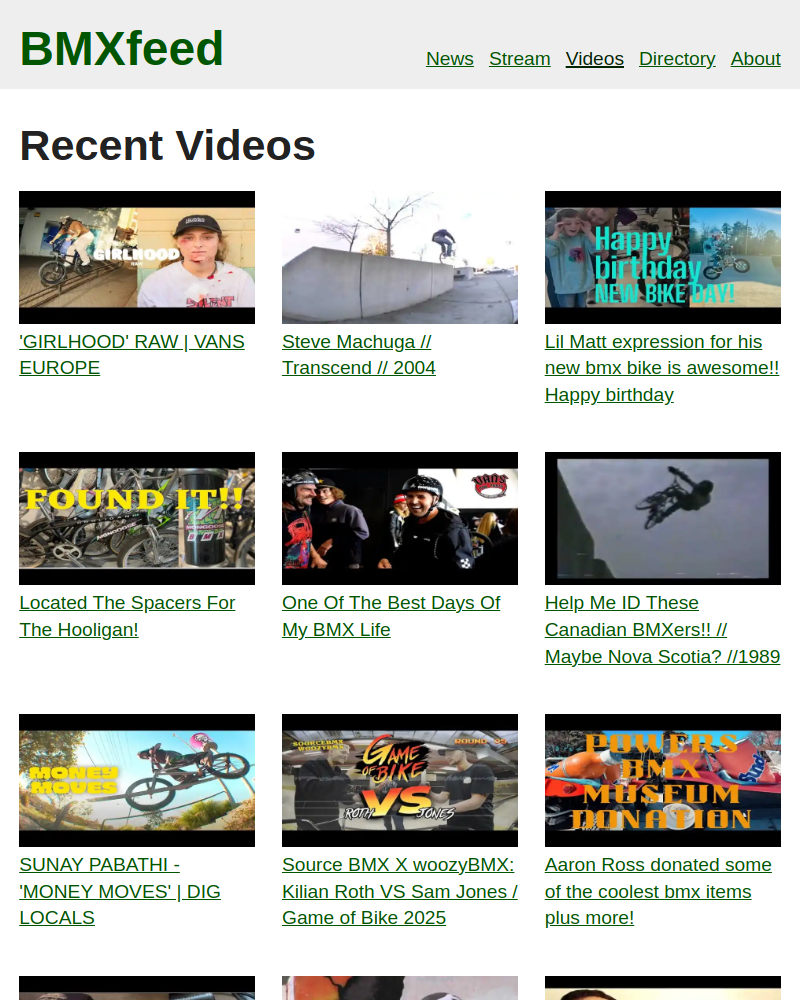 BMXfeed
News Stream Videos Directory About
Recent Videos
GIRLHOOD
RAW
Happy
birthday
NEW BIKE DAY!
'GIRLHOOD' RAW | VANS
EUROPE
Steve Machuga //
Transcend // 2004
Lil Matt expression for his
new bmx bike is awesome!!
Happy birthday
FOUND IT!!
MONGOOSE
VANS
Located The Spacers For
The Hooligan!
One Of The Best Days Of
My BMX Life
Help Me ID These
Canadian BMXers!! //
Maybe Nova Scotia? //1989
MONEY
MOVES
SOURCEBMX
WOOZYBMX
GAME
OF BIKE
VS
ROTH
JONES
POWERS
BMX
MUSEUM
DONATION
SUNAY PABATHI -
'MONEY MOVES' | DIG
LOCALS
Source BMX X woozyBMX:
Kilian Roth VS Sam Jones /
Game of Bike 2025
Aaron Ross donated some
of the coolest bmx items
plus more!